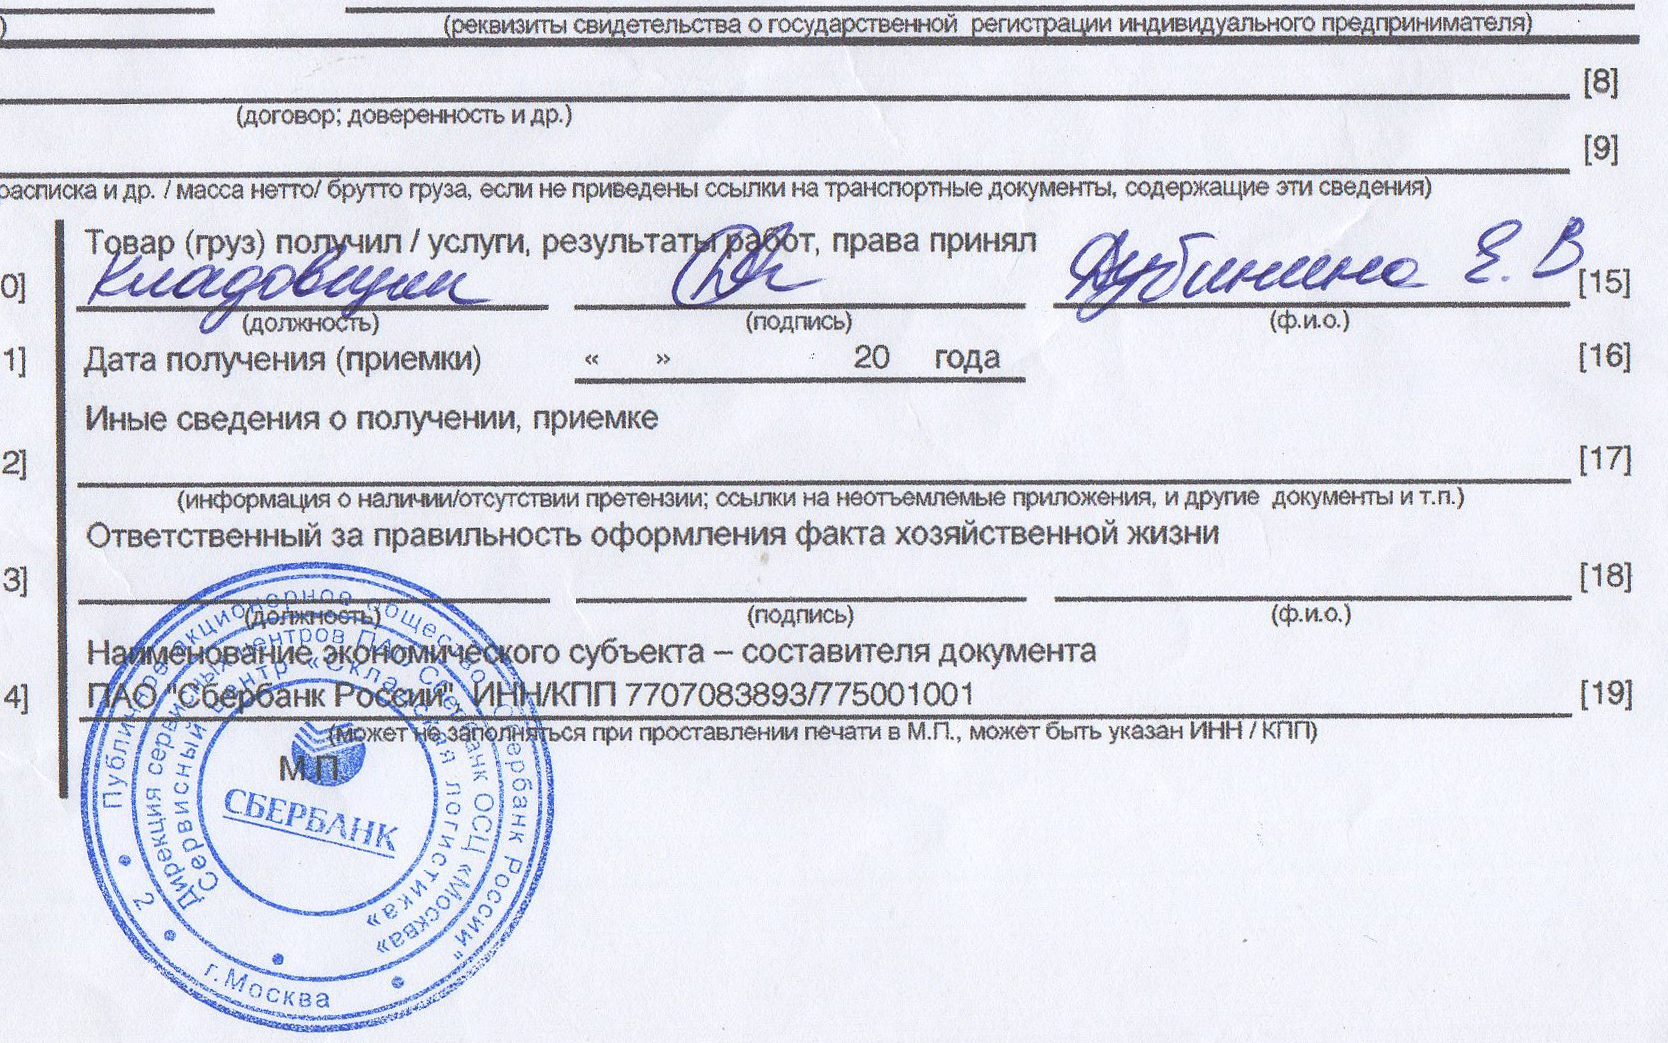 )
(реквизиты свидетельства о государственной регистрации индивидуального предпринимателя)
[8]
(договор; доверенность и др.)
[9]
расписка и др. / масса нетто/ брутто груза, если не приведены ссылки на транспортные документы, содержащие эти сведения)
Товар (груз) получил / услуги, результаты работ, права принял
0] Кладовщик Дубинина Е. В [15]
(должность) (подпись) (ф.и.о.)
1] Дата получения (приемки) « » 20 года [16]
Иные сведения о получении, приемке
2] [17]
(информация о наличии/отсутствии претензии; ссылки на неотъемлемые приложения, и другие документы и т.п.)
Ответственный за правильность оформления факта хозяйственной жизни
3] [18]
(должность) (подпись) (ф.и.о.)
Наименование экономического субъекта – составителя документа
4] ПАО "Сбербанк России", ИНН/КПП 7707083893/775001001 [19]
(может не заполняться при проставлении печати в М.П., может быть указан ИНН / КПП)
М.П.
Публичное акционерное общество "Сбербанк России"
Дирекция сервисных центров ПАО Сбербанк ОСЦ «Москва»
Сервисный центр «Складская логистика»
СБЕРБАНК
2
г.Москва